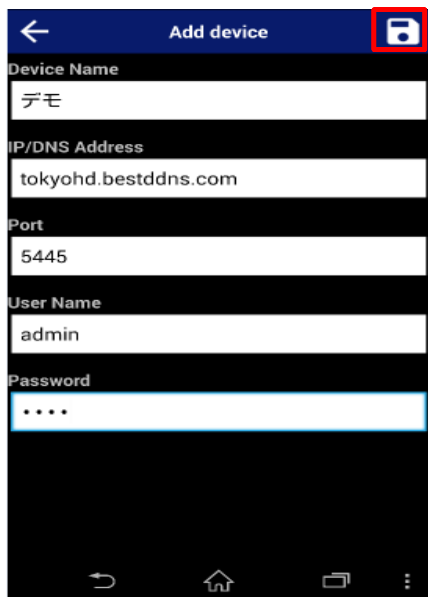 Add device
Device Name
デモ
IP/DNS Address
tokyohd.bestddns.com
Port
5445
User Name
admin
Password
••••